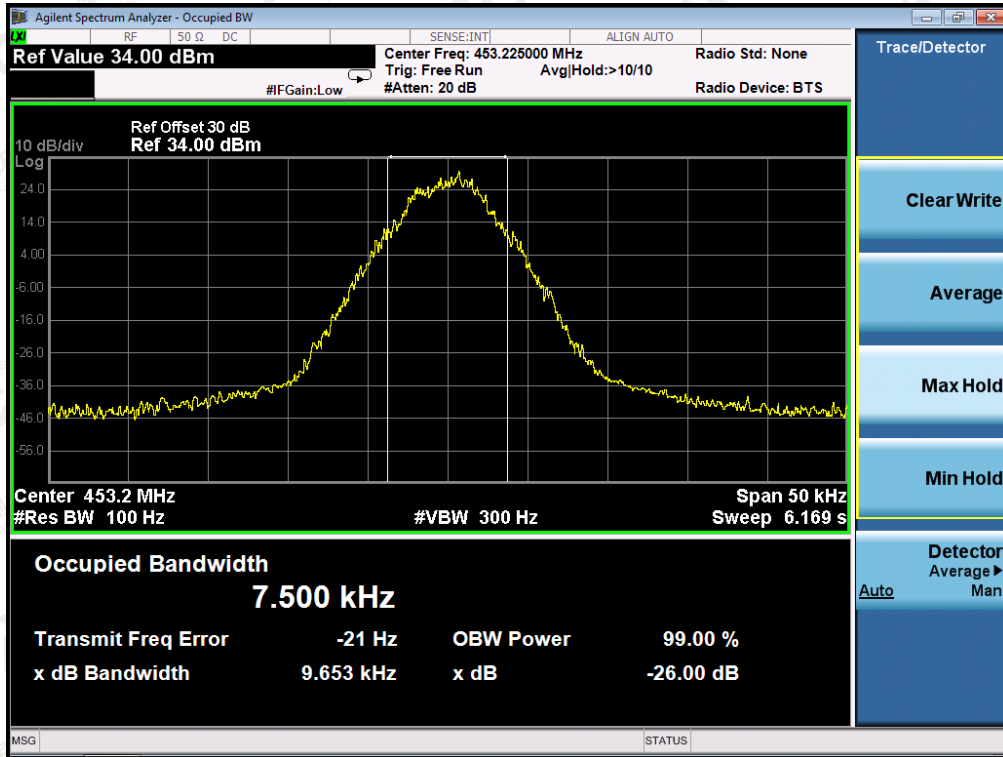 Agilent Spectrum Analyzer - Occupied BW
LXI RF 50 Ω DC SENSE:INT ALIGN AUTO
Ref Value 34.00 dBm
Center Freq: 453.225000 MHz
Radio Std: None
Trig: Free Run
Avg|Hold:>10/10
#IFGain:Low
#Atten: 20 dB
Radio Device: BTS
Trace/Detector
Ref Offset 30 dB
10 dB/div
Ref 34.00 dBm
Log
24.0
14.0
4.00
-6.00
-16.0
-26.0
-36.0
-46.0
-56.0
Center 453.2 MHz
Span 50 kHz
#Res BW 100 Hz
#VBW 300 Hz
Sweep 6.169 s
Clear Write
Average
Max Hold
Min Hold
Detector
Average
Auto
Man
Occupied Bandwidth
7.500 kHz
Transmit Freq Error -21 Hz
OBW Power 99.00 %
x dB Bandwidth 9.653 kHz
x dB -26.00 dB
MSG
STATUS